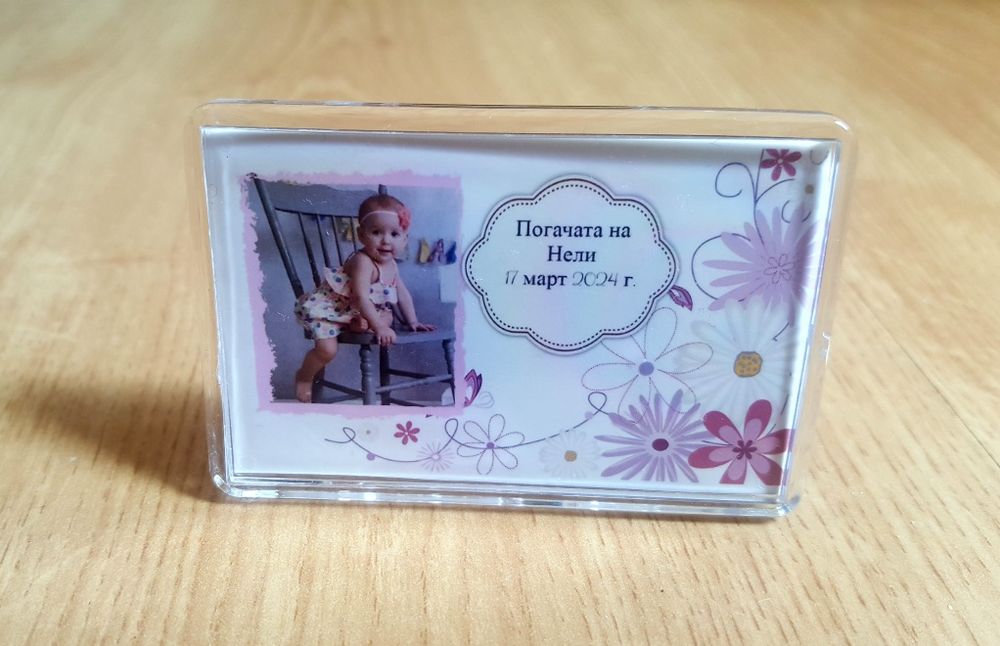 Погачата на
Нели
17 март 2024 г.